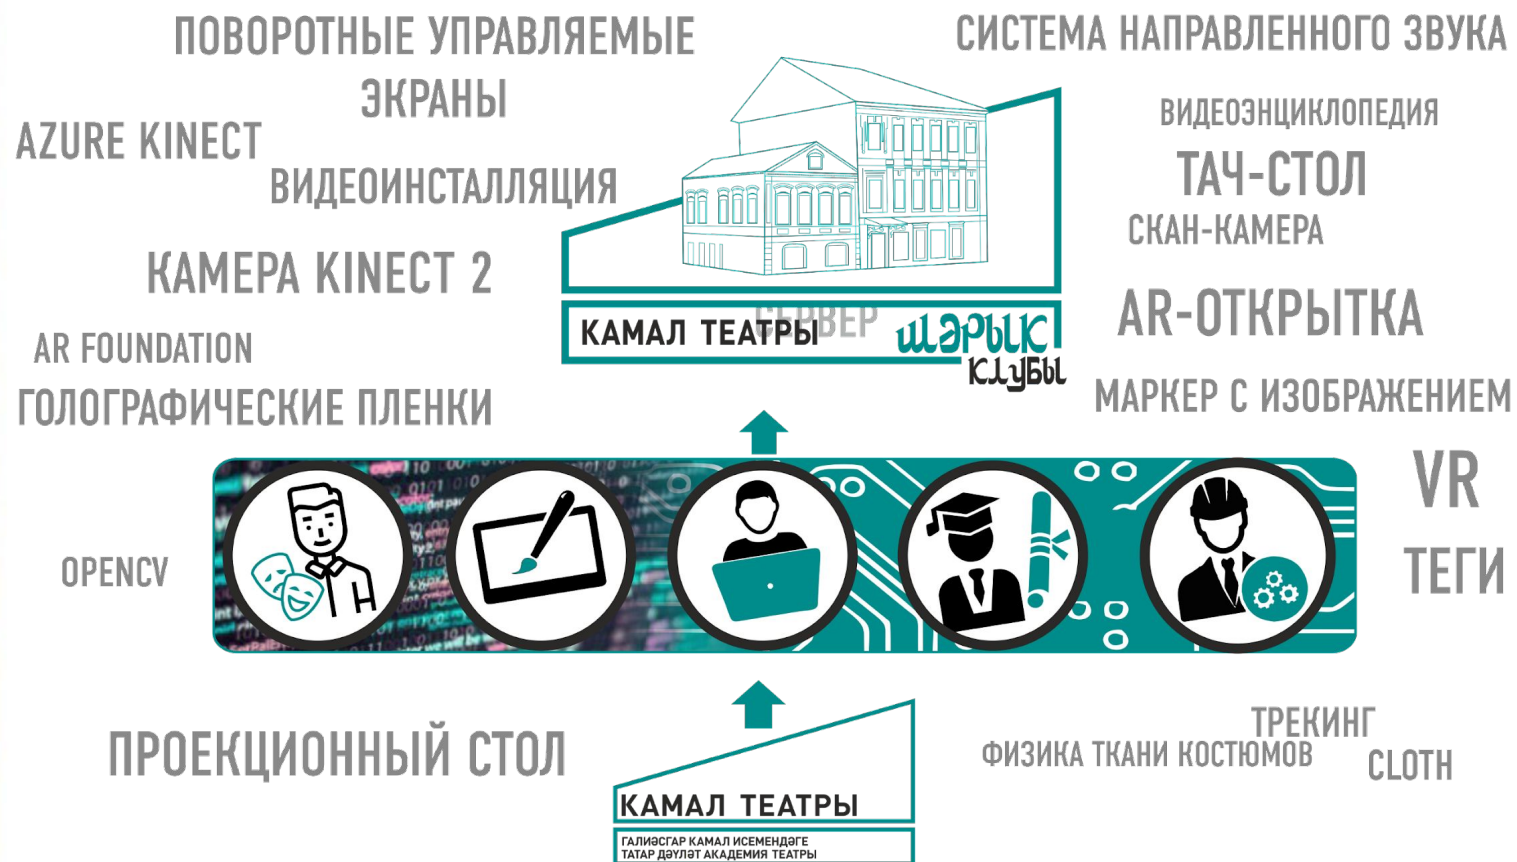 ПОВОРОТНЫЕ УПРАВЛЯЕМЫЕ
ЭКРАНЫ
СИСТЕМА НАПРАВЛЕННОГО ЗВУКА
AZURE KINECT
ВИДЕОИНСТАЛЛЯЦИЯ
ВИДЕОЭНЦИКЛОПЕДИЯ
ТАЧ-СТОЛ
СКАН-КАМЕРА
КАМЕРА KINECT 2
AR-ОТКРЫТКА
СЕРВЕР
КАМАЛ ТЕАТРЫ
ШӘРЫК
КЛУБЫ
AR FOUNDATION
ГОЛОГРАФИЧЕСКИЕ ПЛЕНКИ
МАРКЕР С ИЗОБРАЖЕНИЕМ
VR
OPENCV
ТЕГИ
ПРОЕКЦИОННЫЙ СТОЛ
ТРЕКИНГ
ФИЗИКА ТКАНИ КОСТЮМОВ
CLOTH
КАМАЛ ТЕАТРЫ
ГАЛИӘСГАР КАМАЛ ИСЕМЕНДӘГЕ
ТАТАР ДӘҮЛӘТ АКАДЕМИЯ ТЕАТРЫ